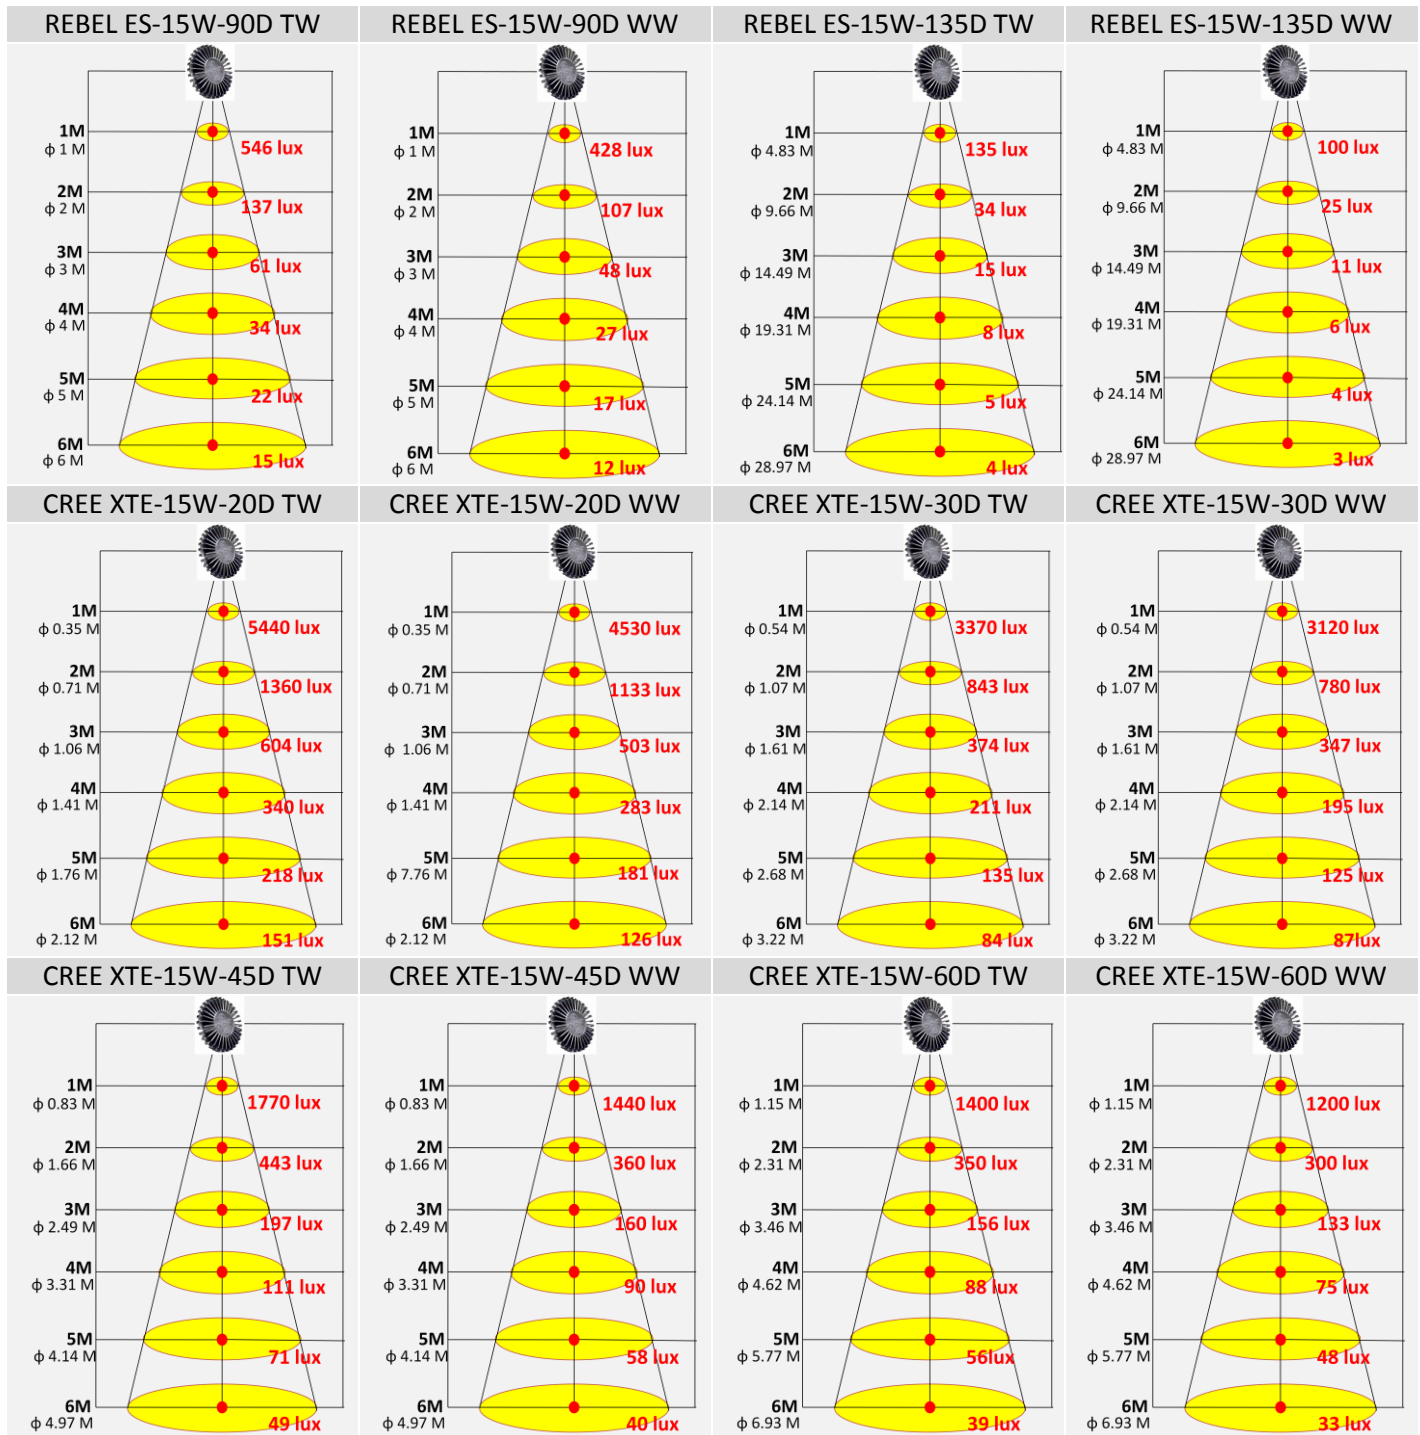 REBEL ES-15W-90D TW
1M
φ 1 M
546 lux
2M
φ 2 M
137 lux
3M
φ 3 M
61 lux
4M
φ 4 M
34 lux
5M
φ 5 M
22 lux
6M
φ 6 M
15 lux
REBEL ES-15W-90D WW
1M
φ 1 M
428 lux
2M
φ 2 M
107 lux
3M
φ 3 M
48 lux
4M
φ 4 M
27 lux
5M
φ 5 M
17 lux
6M
φ 6 M
12 lux
REBEL ES-15W-135D TW
1M
φ 4.83 M
135 lux
2M
φ 9.66 M
34 lux
3M
φ 14.49 M
15 lux
4M
φ 19.31 M
8 lux
5M
φ 24.14 M
5 lux
6M
φ 28.97 M
4 lux
REBEL ES-15W-135D WW
1M
φ 4.83 M
100 lux
2M
φ 9.66 M
25 lux
3M
φ 14.49 M
11 lux
4M
φ 19.31 M
6 lux
5M
φ 24.14 M
4 lux
6M
φ 28.97 M
3 lux
CREE XTE-15W-20D TW
1M
φ 0.35 M
5440 lux
2M
φ 0.71 M
1360 lux
3M
φ 1.06 M
604 lux
4M
φ 1.41 M
340 lux
5M
φ 1.76 M
218 lux
6M
φ 2.12 M
151 lux
CREE XTE-15W-20D WW
1M
φ 0.35 M
4530 lux
2M
φ 0.71 M
1133 lux
3M
φ 1.06 M
503 lux
4M
φ 1.41 M
283 lux
5M
φ 7.76 M
181 lux
6M
φ 2.12 M
126 lux
CREE XTE-15W-30D TW
1M
φ 0.54 M
3370 lux
2M
φ 1.07 M
843 lux
3M
φ 1.61 M
374 lux
4M
φ 2.14 M
211 lux
5M
φ 2.68 M
135 lux
6M
φ 3.22 M
84 lux
CREE XTE-15W-30D WW
1M
φ 0.54 M
3120 lux
2M
φ 1.07 M
780 lux
3M
φ 1.61 M
347 lux
4M
φ 2.14 M
195 lux
5M
φ 2.68 M
125 lux
6M
φ 3.22 M
87lux
CREE XTE-15W-45D TW
1M
φ 0.83 M
1770 lux
2M
φ 1.66 M
443 lux
3M
φ 2.49 M
197 lux
4M
φ 3.31 M
111 lux
5M
φ 4.14 M
71 lux
6M
φ 4.97 M
49 lux
CREE XTE-15W-45D WW
1M
φ 0.83 M
1440 lux
2M
φ 1.66 M
360 lux
3M
φ 2.49 M
160 lux
4M
φ 3.31 M
90 lux
5M
φ 4.14 M
58 lux
6M
φ 4.97 M
40 lux
CREE XTE-15W-60D TW
1M
φ 1.15 M
1400 lux
2M
φ 2.31 M
350 lux
3M
φ 3.46 M
156 lux
4M
φ 4.62 M
88 lux
5M
φ 5.77 M
56lux
6M
φ 6.93 M
39 lux
CREE XTE-15W-60D WW
1M
φ 1.15 M
1200 lux
2M
φ 2.31 M
300 lux
3M
φ 3.46 M
133 lux
4M
φ 4.62 M
75 lux
5M
φ 5.77 M
48 lux
6M
φ 6.93 M
33 lux